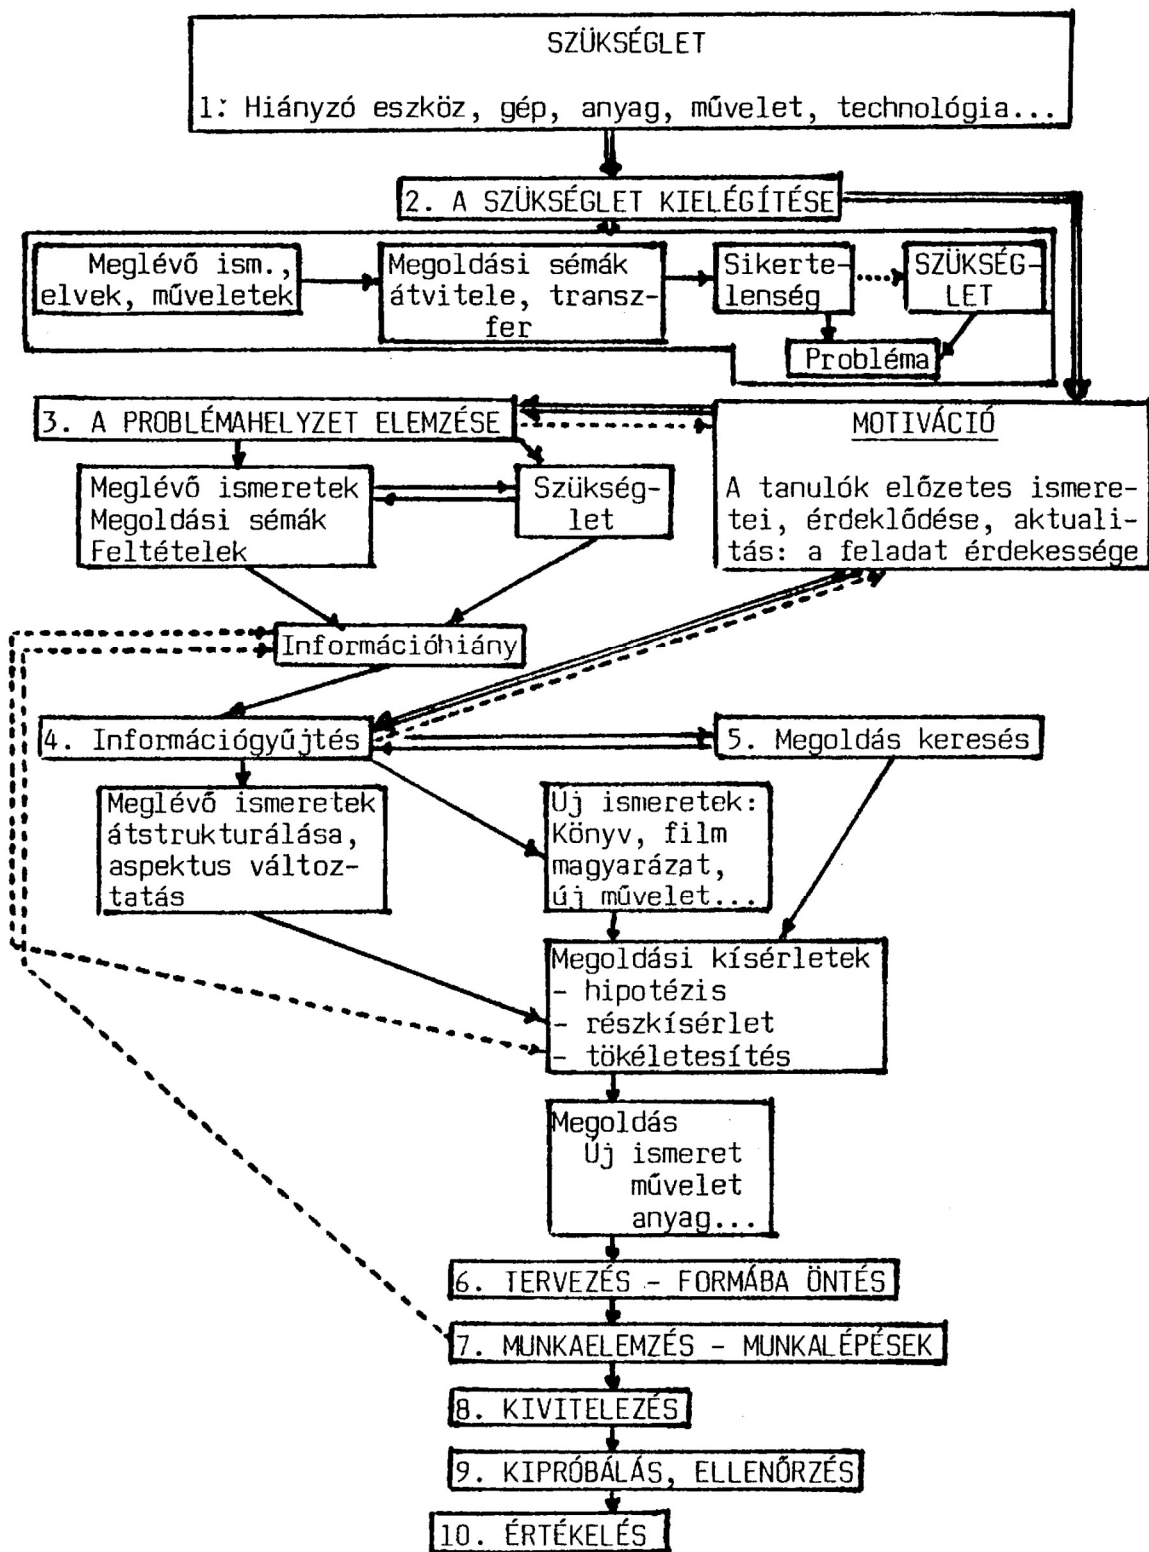 SZÜKSÉGLET
1: Hiányzó eszköz, gép, anyag, művelet, technológia...
2. A SZÜKSÉGLET KIELÉGÍTÉSE
Meglévő ism.,
elvek, műveletek
Megoldási sémák
átvitele, transz-
fer
Sikerte-
lenség
SZÜKSÉG-
LET
Probléma
3. A PROBLÉMAHELYZET ELEMZÉSE
MOTIVÁCIÓ
A tanulók előzetes ismere-
tei, érdeklődése, aktuali-
tás: a feladat érdekessége
Meglévő ismeretek
Megoldási sémák
Feltételek
Szükség-
let
Információhiány
4. Információgyűjtés
5. Megoldás keresés
Meglévő ismeretek
átstrukturálása,
aspektus változ-
tatás
Új ismeretek:
Könyv, film
magyarázat,
új művelet...
Megoldási kísérletek
- hipotézis
- részkísérlet
- tökéletesítés
Megoldás
Új ismeret
művelet
anyag...
6. TERVEZÉS - FORMÁBA ÖNTÉS
7. MUNKAELEMZÉS - MUNKALÉPÉSEK
8. KIVITELEZÉS
9. KIPRÓBÁLÁS, ELLENŐRZÉS
10. ÉRTÉKELÉS